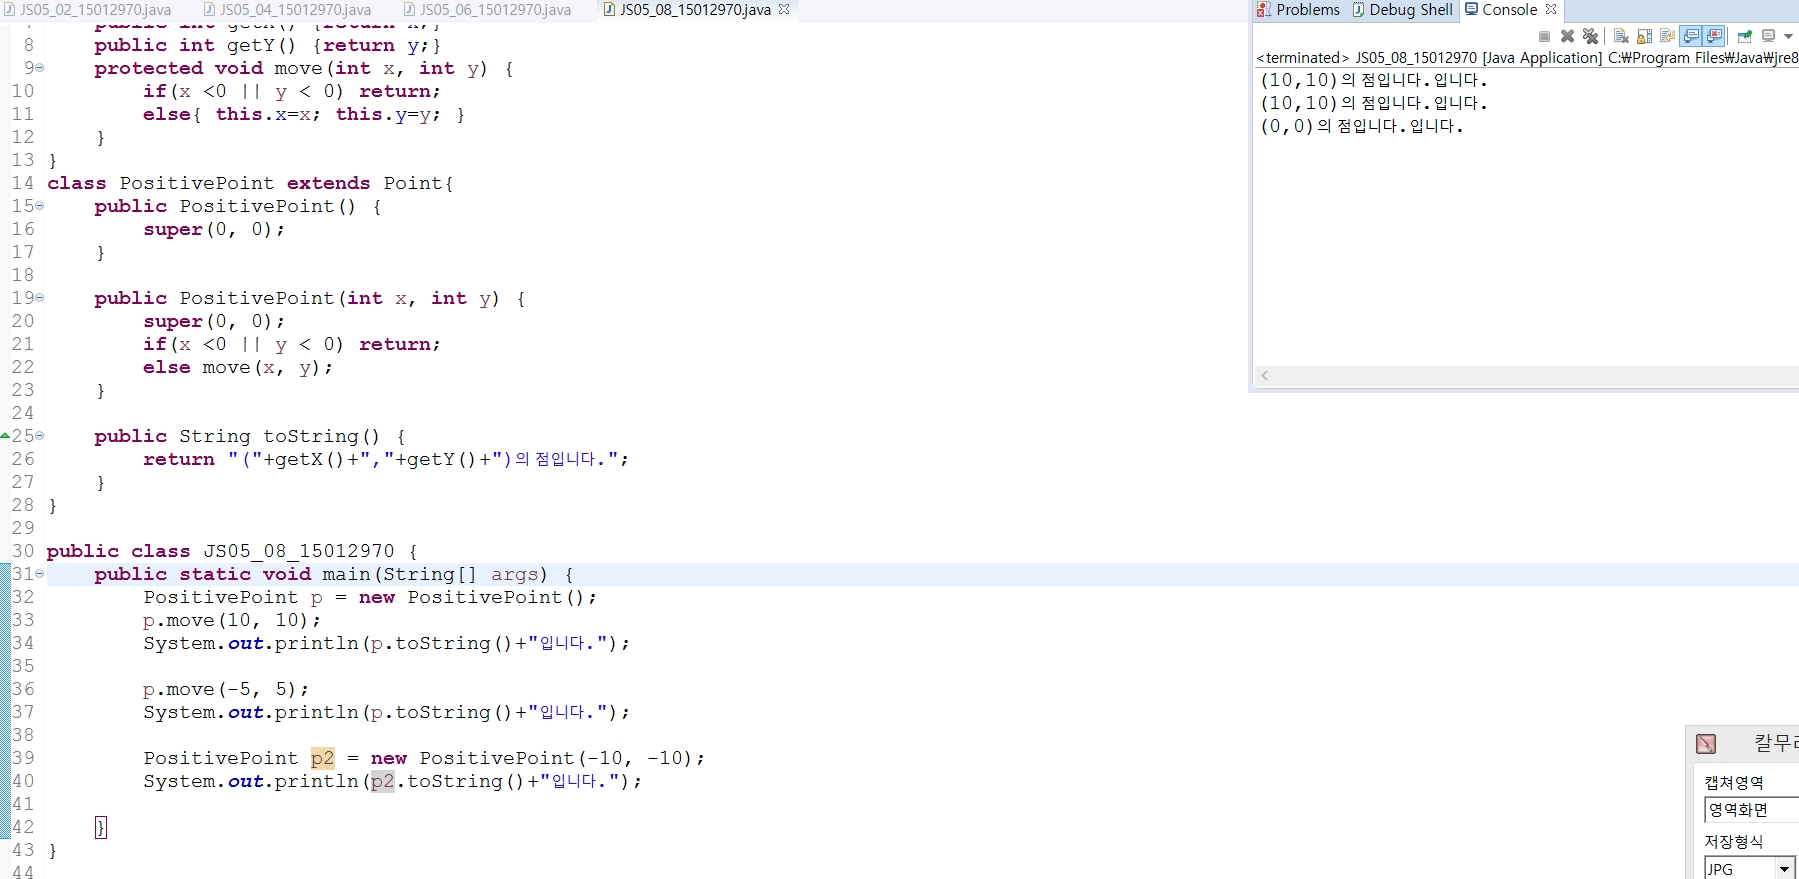 JS05_02_15012970.java JS05_04_15012970.java JS05_06_15012970.java JS05_08_15012970.java
8 public int getY() {return y;}
9 protected void move(int x, int y) {
10 if(x <0 || y < 0) return;
11 else{ this.x=x; this.y=y; }
12 }
13 }
14 class PositivePoint extends Point{
15 public PositivePoint() {
16 super(0, 0);
17 }
18
19 public PositivePoint(int x, int y) {
20 super(0, 0);
21 if(x <0 || y < 0) return;
22 else move(x, y);
23 }
24
25 public String toString() {
26 return "("+getX()+","+getY()+")의 점입니다.";
27 }
28 }
29
30 public class JS05_08_15012970 {
31 public static void main(String[] args) {
32 PositivePoint p = new PositivePoint();
33 p.move(10, 10);
34 System.out.println(p.toString()+"입니다.");
35
36 p.move(-5, 5);
37 System.out.println(p.toString()+"입니다.");
38
39 PositivePoint p2 = new PositivePoint(-10, -10);
40 System.out.println(p2.toString()+"입니다.");
41
42 }
43 }
44
Problems Debug Shell Console
<terminated> JS05_08_15012970 [Java Application] C:₩Program Files₩Java₩jre8
(10,10)의 점입니다.입니다.
(10,10)의 점입니다.입니다.
(0,0)의 점입니다.입니다.
캡쳐영역
영역화면
저장형식
JPG